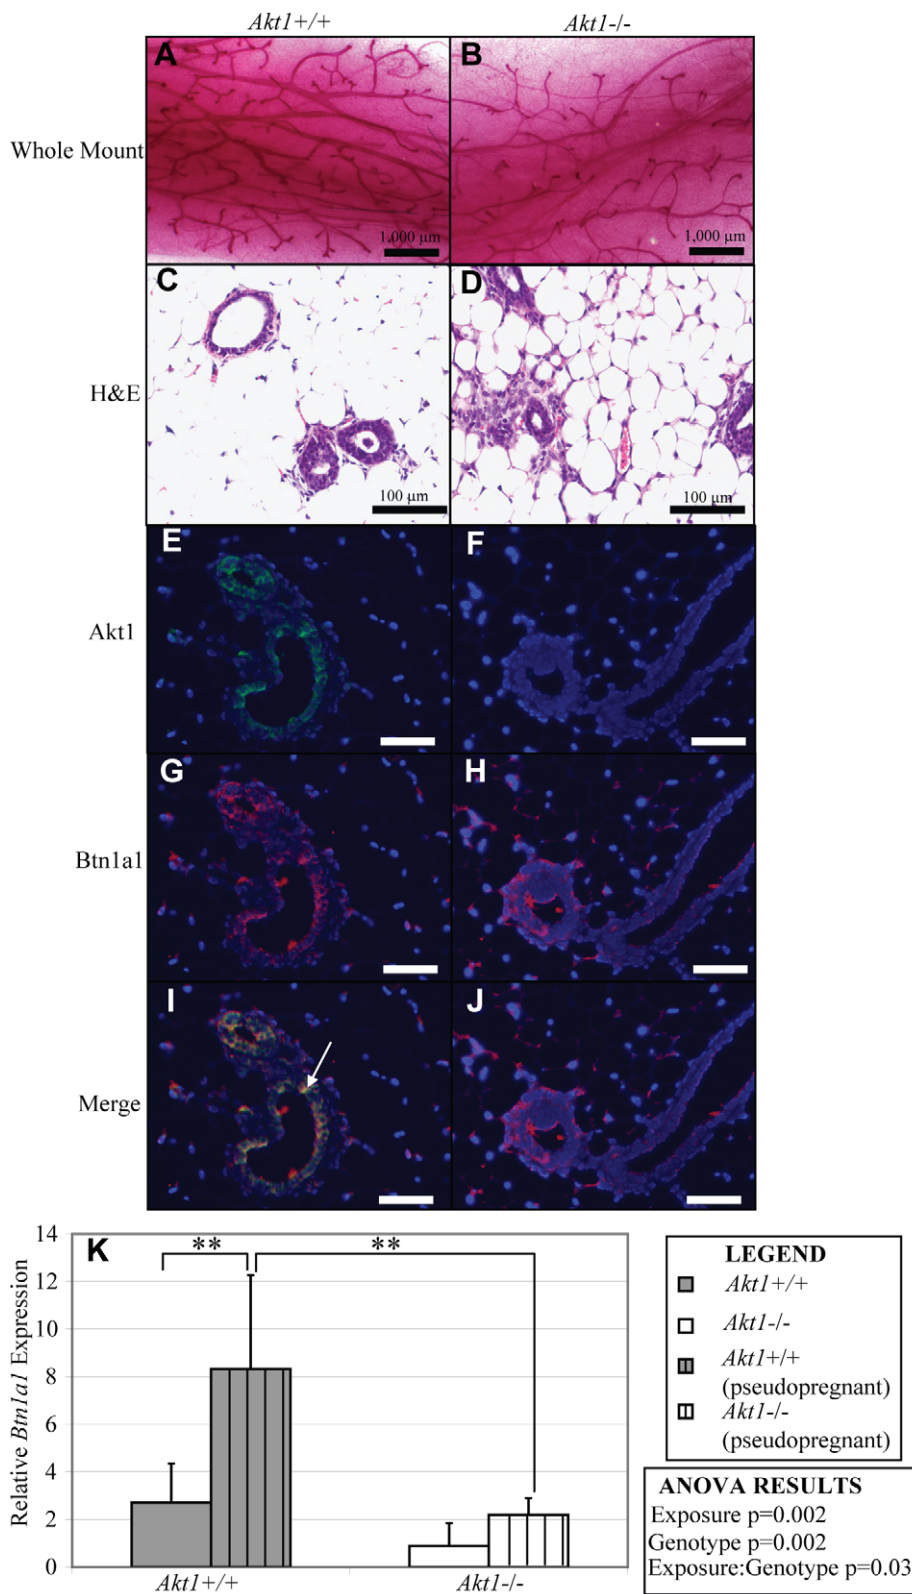 Akt1+/+ Akt1-/-
Whole Mount
A
1,000 µm
B
1,000 µm
H&E
C
100 µm
D
100 µm
Akt1
E
F
Btn1a1
G
H
Merge
I
J
K
Relative Btn1a1 Expression
14
12
10
8
6
4
2
0
** **
Akt1+/+ Akt1-/-
LEGEND
Akt1+/+
Akt1-/-
Akt1+/+
(pseudopregnant)
Akt1-/-
(pseudopregnant)
ANOVA RESULTS
Exposure p=0.002
Genotype p=0.002
Exposure:Genotype p=0.03